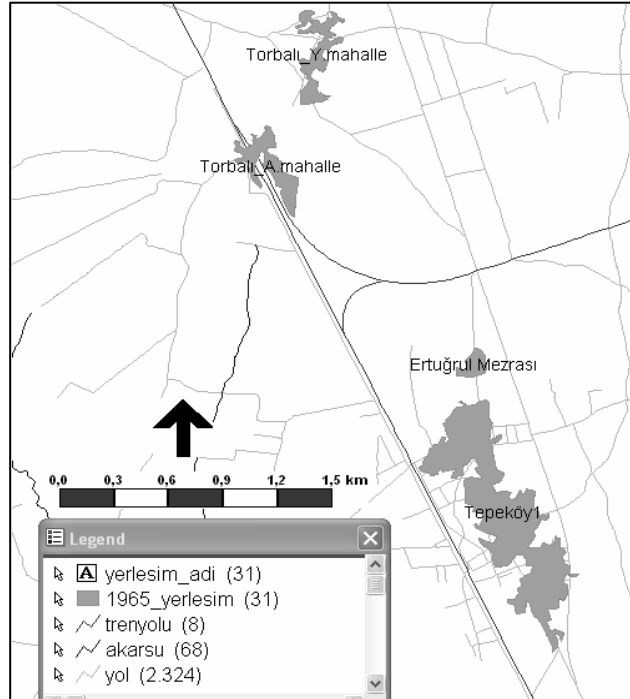 Torbalı_Y.mahalle
Torbalı_A.mahalle
Ertuğrul Mezrası
Tepeköy1
0,0 0,3 0,6 0,9 1,2 1,5 km
Legend
A yerlesim_adi (31)
1965_yerlesim (31)
trenyolu (8)
akarsu (68)
yol (2.324)